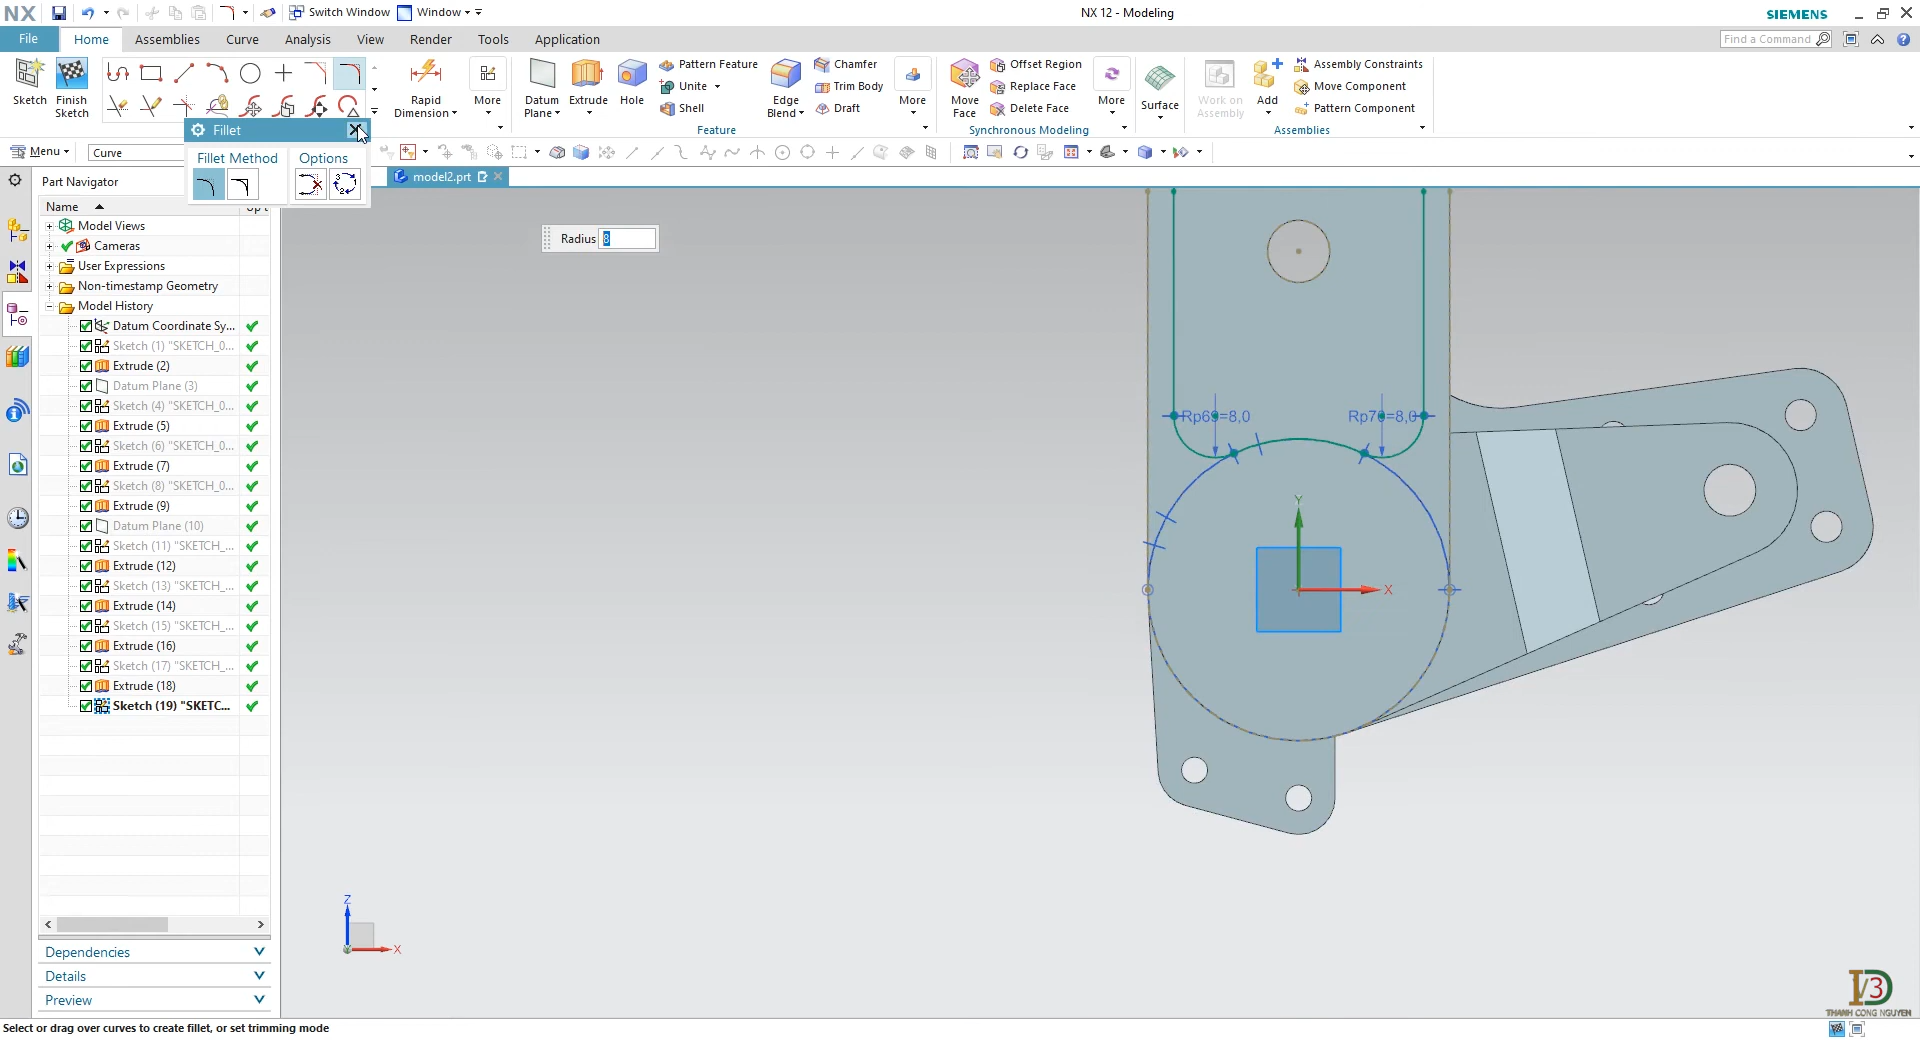 NX
Switch Window
Window
NX 12 - Modeling
SIEMENS
File
Home
Assemblies
Curve
Analysis
View
Render
Tools
Application
Find a Command
Sketch
Finish
Sketch
Rapid
Dimension
More
Datum
Plane
Extrude
Hole
Pattern Feature
Unite
Shell
Edge
Blend
Chamfer
Trim Body
Draft
More
Feature
Move
Face
Offset Region
Replace Face
Delete Face
More
Synchronous Modeling
Surface
Work on
Assembly
Add
Assembly Constraints
Move Component
Pattern Component
Assemblies
Fillet
Fillet Method
Options
Menu
Curve
Part Navigator
model2.prt
Name
Model Views
Cameras
User Expressions
Non-timestamp Geometry
Model History
Datum Coordinate Sy...
Sketch (1) "SKETCH_0...
Extrude (2)
Datum Plane (3)
Sketch (4) "SKETCH_0...
Extrude (5)
Sketch (6) "SKETCH_0...
Extrude (7)
Sketch (8) "SKETCH_0...
Extrude (9)
Datum Plane (10)
Sketch (11) "SKETCH_...
Extrude (12)
Sketch (13) "SKETCH_...
Extrude (14)
Sketch (15) "SKETCH_...
Extrude (16)
Sketch (17) "SKETCH_...
Extrude (18)
Sketch (19) "SKETC...
Dependencies
Details
Preview
Radius 8
Rp69=8,0
Rp70=8,0
Y
X
Z
X
V3D
THANH CONG NGUYEN
Select or drag over curves to create fillet, or set trimming mode